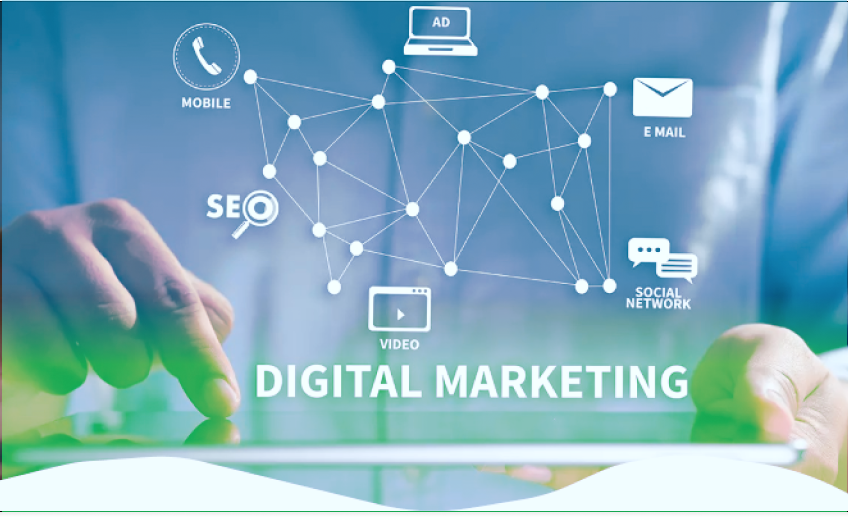 AD
MOBILE
E MAIL
SEO
SOCIAL
NETWORK
VIDEO
DIGITAL MARKETING